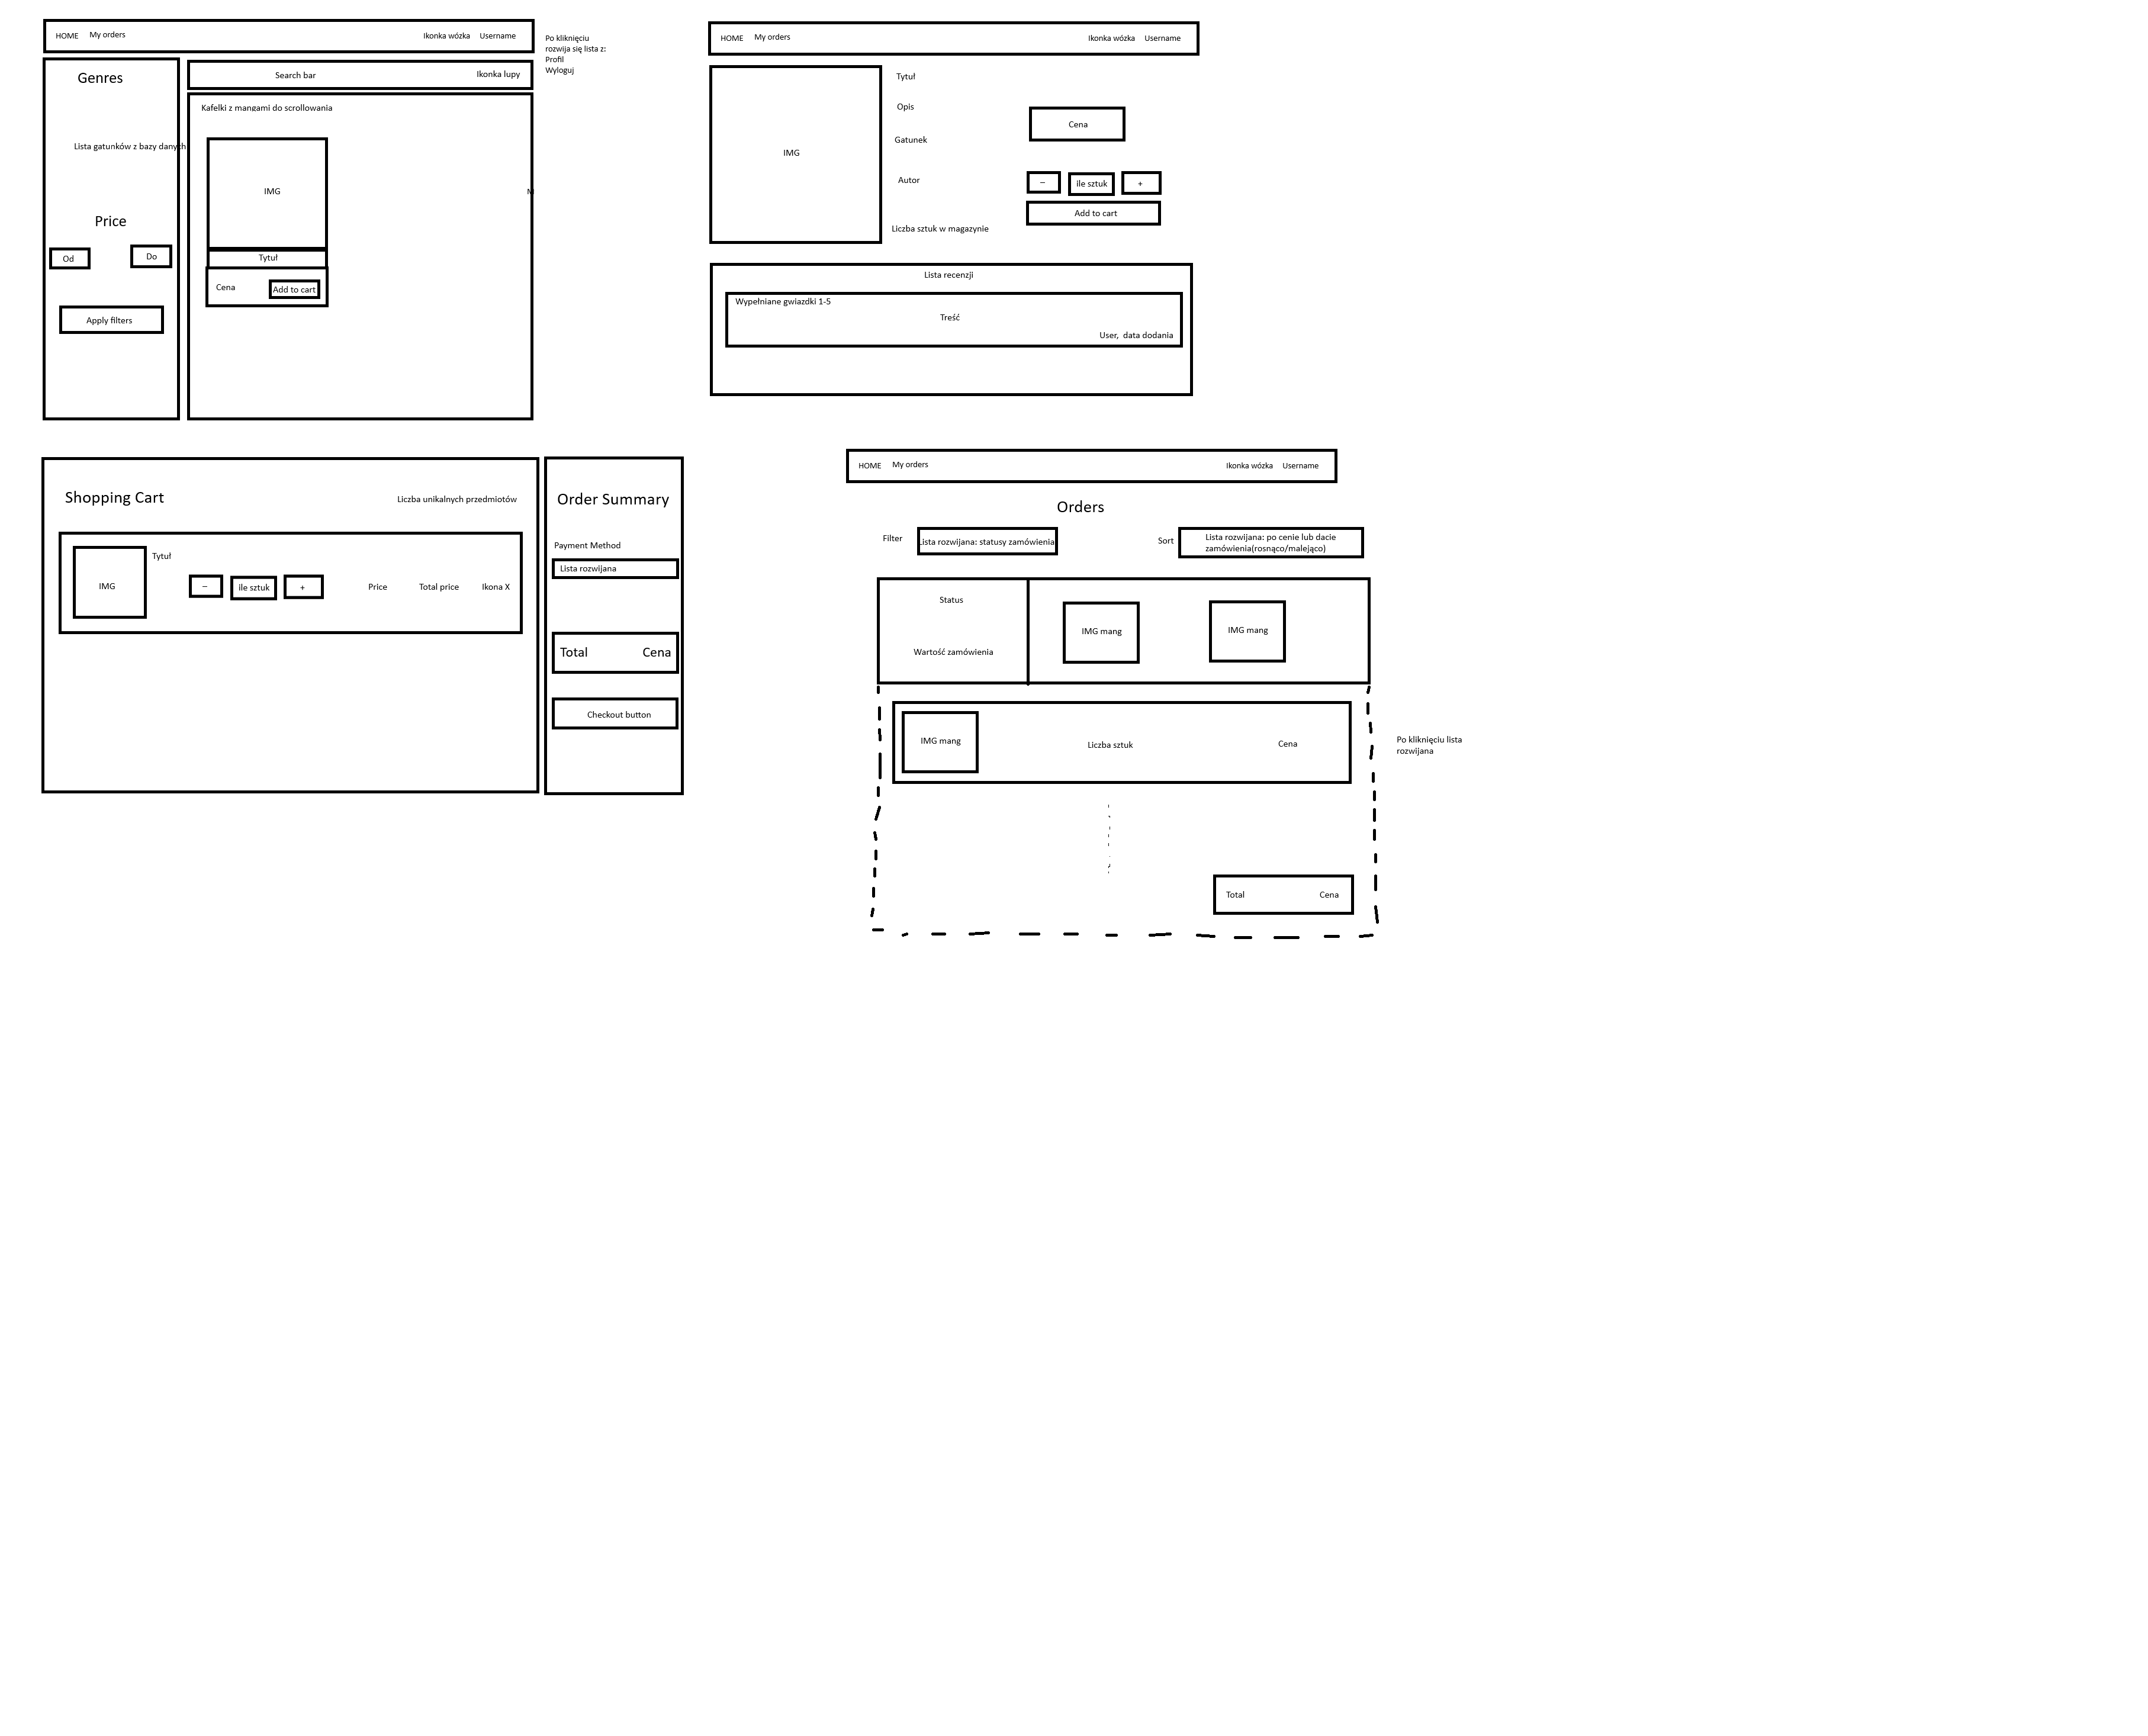 HOME
My orders
Ikonka wózka
Username
Po kliknięciu
rozwija się lista z:
Profil
Wyloguj
Genres
Lista gatunków z bazy danych
Price
Od
Do
Apply filters
Search bar
Ikonka lupy
Kafelki z mangami do scrollowania
IMG
Tytuł
Cena
Add to cart
HOME
My orders
Ikonka wózka
Username
IMG
Tytuł
Opis
Gatunek
Autor
Liczba sztuk w magazynie
Cena
–
ile sztuk
+
Add to cart
Lista recenzji
Wypełniane gwiazdki 1-5
Treść
User, data dodania
Shopping Cart
Liczba unikalnych przedmiotów
IMG
Tytuł
–
ile sztuk
+
Price
Total price
Ikona X
Order Summary
Payment Method
Lista rozwijana
Total
Cena
Checkout button
HOME
My orders
Ikonka wózka
Username
Orders
Filter
Lista rozwijana: statusy zamówienia
Sort
Lista rozwijana: po cenie lub dacie
zamówienia(rosnąco/malejąco)
Status
Wartość zamówienia
IMG mang
IMG mang
IMG mang
Liczba sztuk
Cena
Po kliknięciu lista
rozwijana
Total
Cena